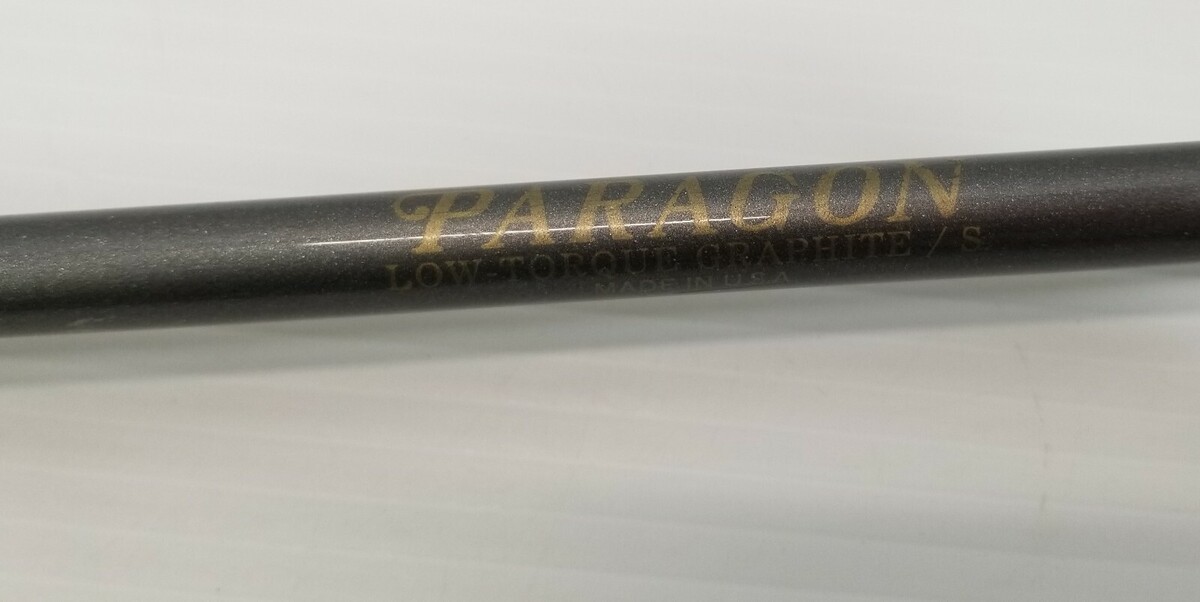 PARAGON
LOW-TORQUE GRAPHITE / S
MADE IN U.S.A